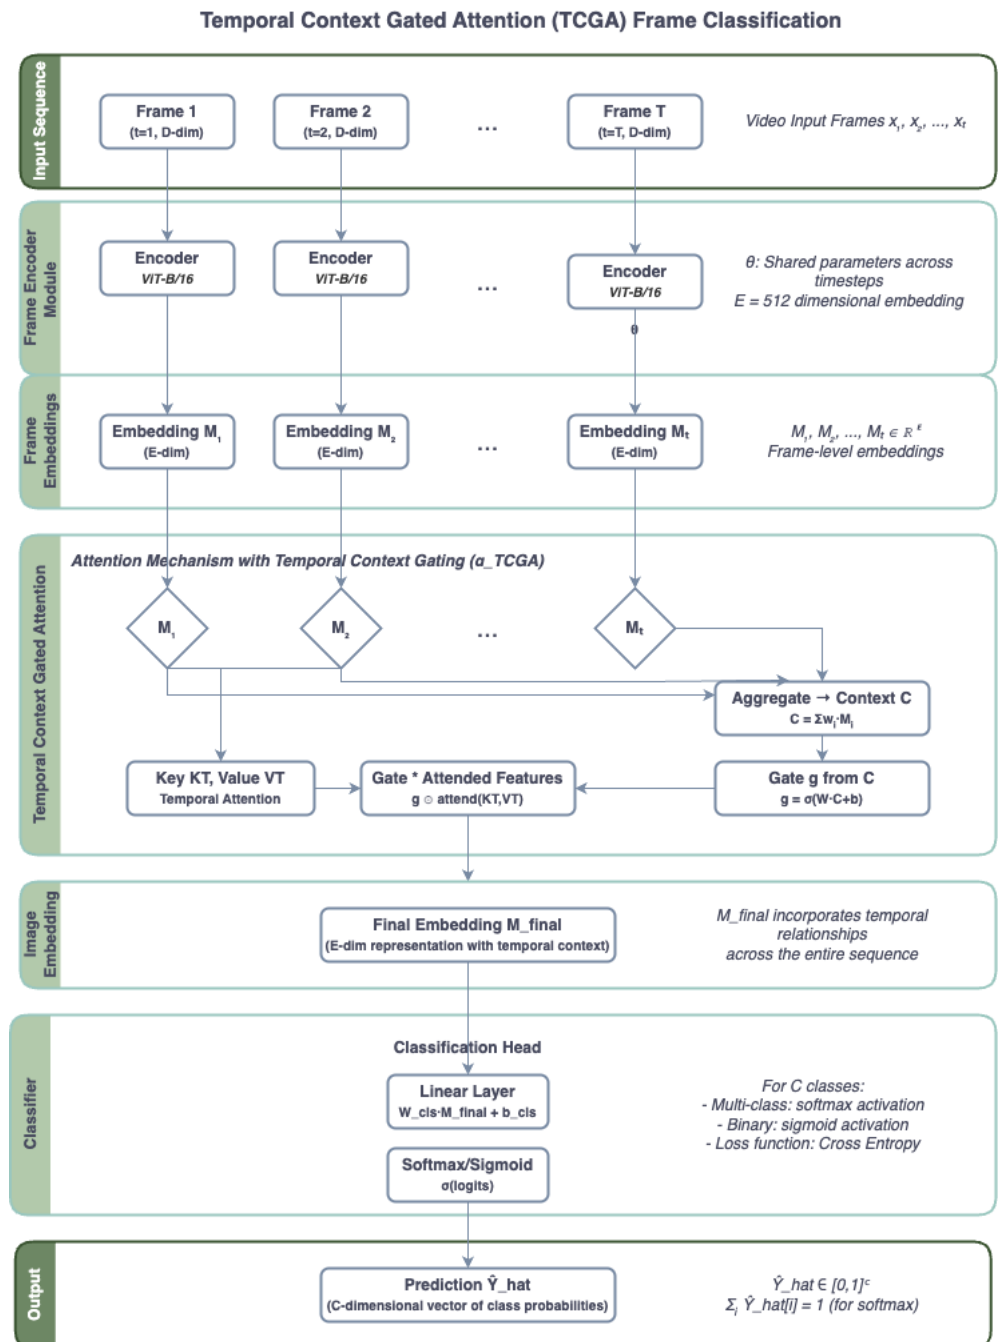 Temporal Context Gated Attention (TCGA) Frame Classification
Input Sequence
Frame 1
(t=1, D-dim)
Frame 2
(t=2, D-dim)
...
Frame T
(t=T, D-dim)
Video Input Frames x₁, x₂, ..., xₜ
Frame Encoder
Module
Encoder
ViT-B/16
Encoder
ViT-B/16
...
Encoder
ViT-B/16
θ
θ: Shared parameters across
timesteps
E = 512 dimensional embedding
Frame
Embeddings
Embedding M₁
(E-dim)
Embedding M₂
(E-dim)
...
Embedding Mₜ
(E-dim)
M₁, M₂, ..., Mₜ ∈ ℝ ᴱ
Frame-level embeddings
Temporal Context Gated Attention
Attention Mechanism with Temporal Context Gating (α_TCGA)
M₁
M₂
...
Mₜ
Aggregate → Context C
C = Σwᵢ·Mᵢ
Key KT, Value VT
Temporal Attention
Gate * Attended Features
g ⊙ attend(KT,VT)
Gate g from C
g = σ(W·C+b)
Image
Embedding
Final Embedding M_final
(E-dim representation with temporal context)
M_final incorporates temporal
relationships
across the entire sequence
Classifier
Classification Head
Linear Layer
W_cls·M_final + b_cls
Softmax/Sigmoid
σ(logits)
For C classes:
- Multi-class: softmax activation
- Binary: sigmoid activation
- Loss function: Cross Entropy
Output
Prediction Ŷ_hat
(C-dimensional vector of class probabilities)
Ŷ_hat ∈ [0,1]ᶜ
Σⱼ Ŷ_hat[i] = 1 (for softmax)